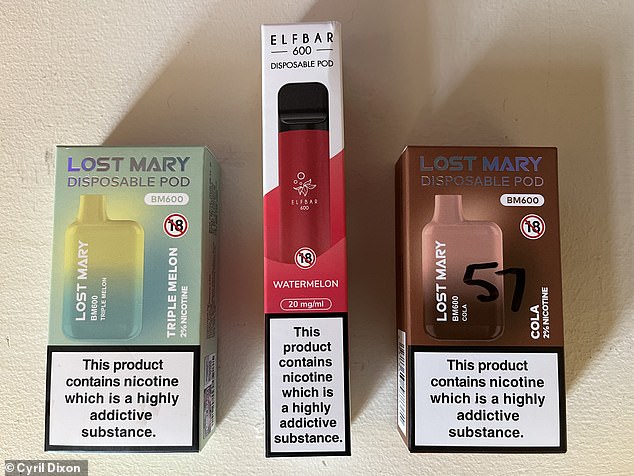 LOST MARY
DISPOSABLE POD
BM600
18
LOST MARY
BM600
TRIPLE MELON
TRIPLE MELON
2% NICOTINE
This product
contains nicotine
which is a highly
addictive
substance.
ELFBAR
600
DISPOSABLE POD
ELFBAR
600
18
WATERMELON
20 mg/ml
This
product
contains
nicotine
which is
a highly
addictive
substance.
LOST MARY
DISPOSABLE POD
BM600
18
LOST MARY
BM600
COLA
57
COLA
2% NICOTINE
This product
contains nicotine
which is a highly
addictive
substance.
© Cyril Dixon